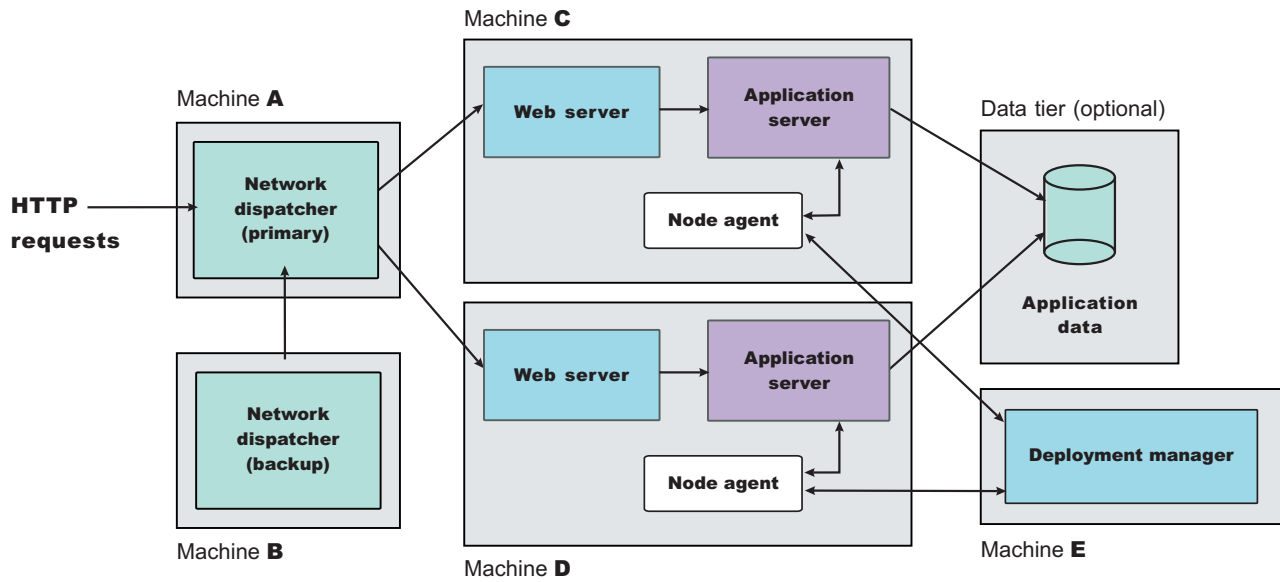 Machine C
Machine A
Web server
Application
server
Data tier (optional)
HTTP
requests
Network
dispatcher
(primary)
Node agent
Application
data
Web server
Application
server
Network
dispatcher
(backup)
Node agent
Deployment manager
Machine B
Machine D
Machine E